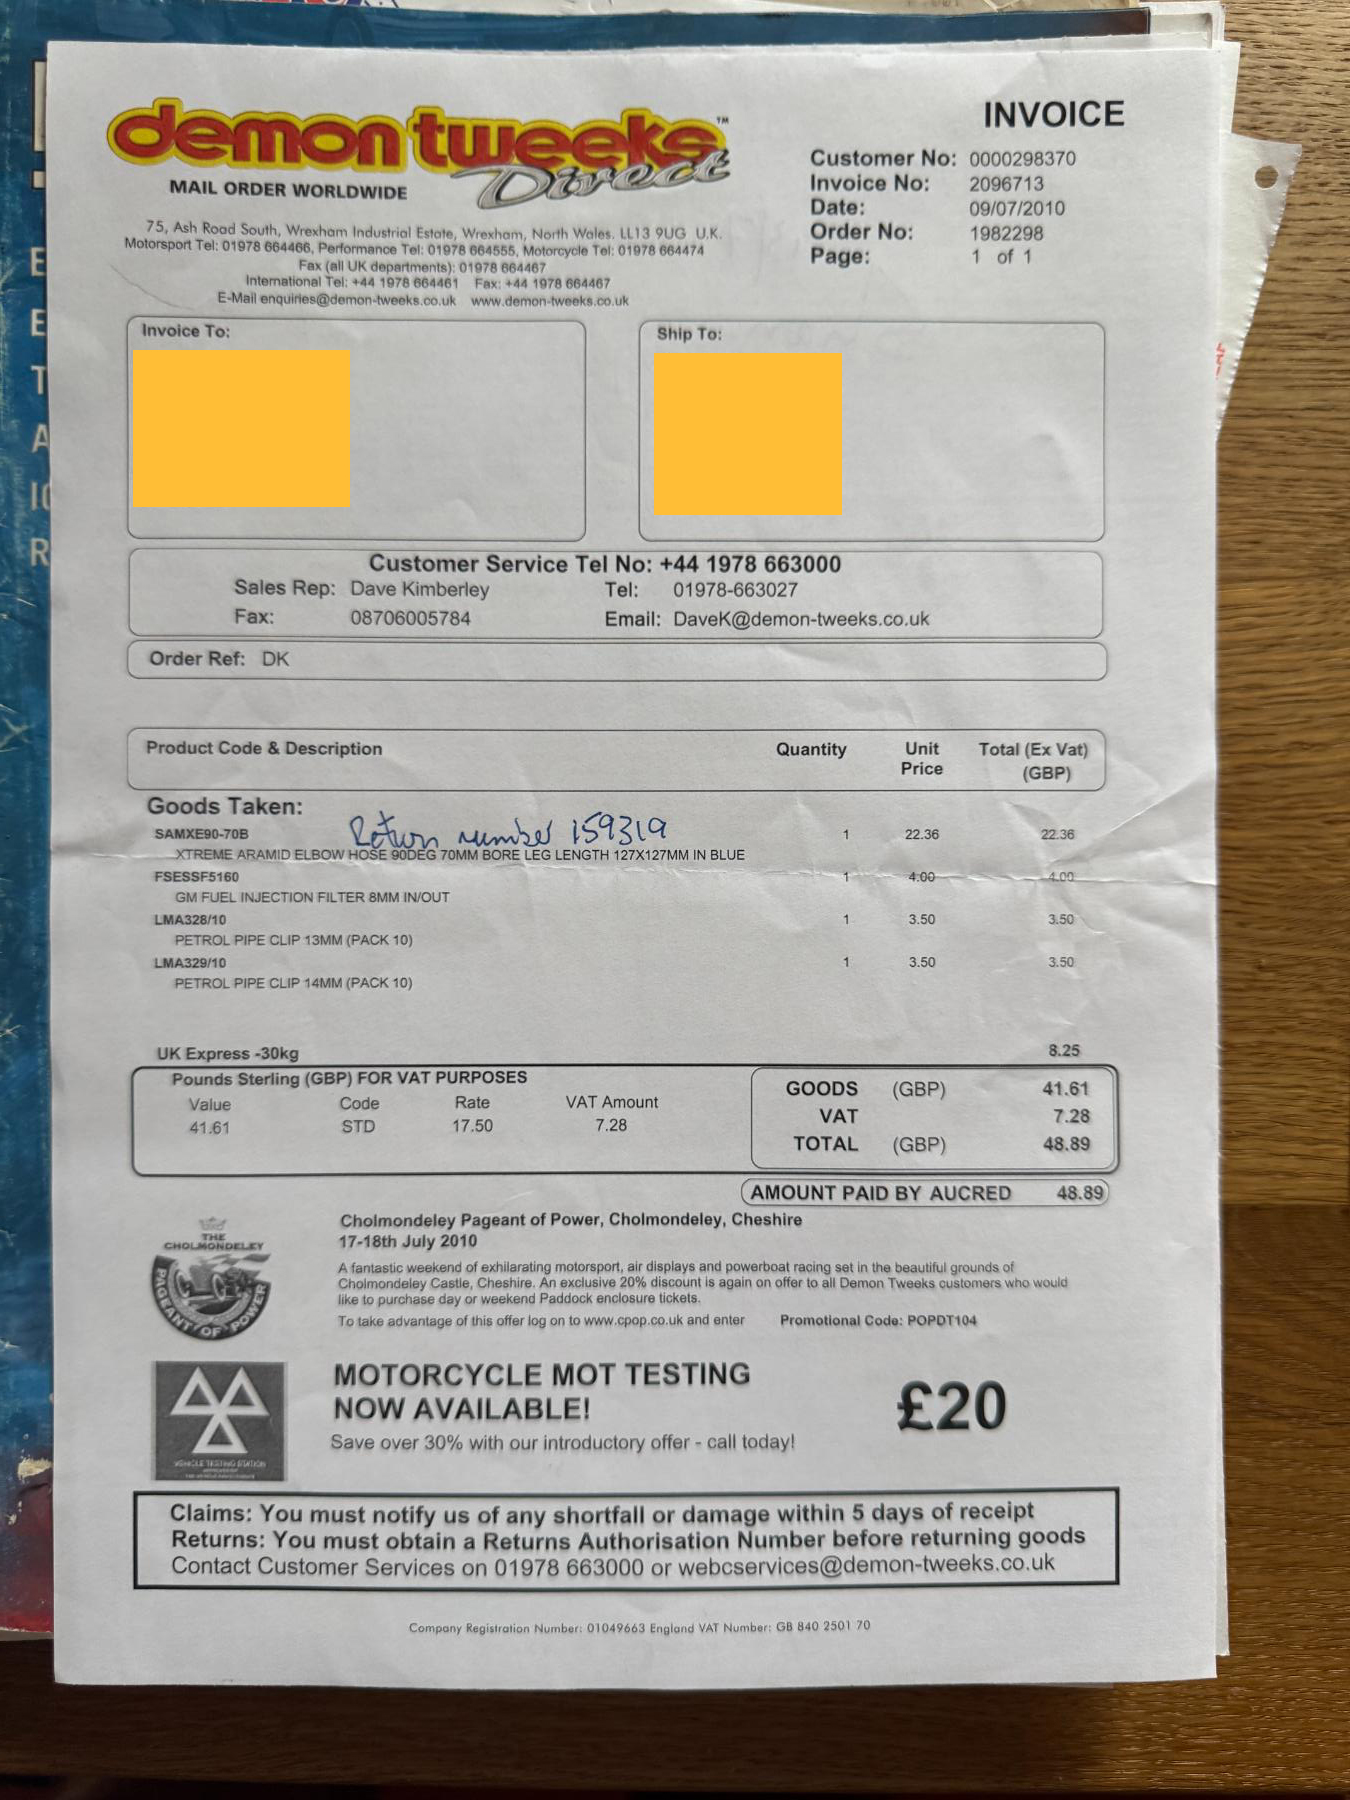 demon tweeks™
Direct
MAIL ORDER WORLDWIDE
75, Ash Road South, Wrexham Industrial Estate, Wrexham, North Wales. LL13 9UG U.K.
Motorsport Tel: 01978 664466, Performance Tel: 01978 664555, Motorcycle Tel: 01978 664474
Fax (all UK departments): 01978 664467
International Tel: +44 1978 664461 Fax: +44 1978 664467
E-Mail enquiries@demon-tweeks.co.uk www.demon-tweeks.co.uk
INVOICE
Customer No: 0000298370
Invoice No: 2096713
Date: 09/07/2010
Order No: 1982298
Page: 1 of 1
Invoice To:
Ship To:
Customer Service Tel No: +44 1978 663000
Sales Rep: Dave Kimberley Tel: 01978-663027
Fax: 08706005784 Email: DaveK@demon-tweeks.co.uk
Order Ref: DK
Product Code & Description Quantity Unit Price Total (Ex Vat) (GBP)
Goods Taken:
Return number 159319
SAMXE90-70B 1 22.36 22.36
XTREME ARAMID ELBOW HOSE 90DEG 70MM BORE LEG LENGTH 127X127MM IN BLUE
FSESSF5160 1 4.00 4.00
GM FUEL INJECTION FILTER 8MM IN/OUT
LMA328/10 1 3.50 3.50
PETROL PIPE CLIP 13MM (PACK 10)
LMA329/10 1 3.50 3.50
PETROL PIPE CLIP 14MM (PACK 10)
UK Express -30kg 8.25
Pounds Sterling (GBP) FOR VAT PURPOSES
Value Code Rate VAT Amount
41.61 STD 17.50 7.28
GOODS (GBP) 41.61
VAT 7.28
TOTAL (GBP) 48.89
AMOUNT PAID BY AUCRED 48.89
THE
CHOLMONDELEY
PAGEANT OF POWER
Cholmondeley Pageant of Power, Cholmondeley, Cheshire
17-18th July 2010
A fantastic weekend of exhilarating motorsport, air displays and powerboat racing set in the beautiful grounds of
Cholmondeley Castle, Cheshire. An exclusive 20% discount is again on offer to all Demon Tweeks customers who would
like to purchase day or weekend Paddock enclosure tickets.
To take advantage of this offer log on to www.cpop.co.uk and enter Promotional Code: POPDT104
VEHICLE TESTING STATION
MOTORCYCLE MOT TESTING
NOW AVAILABLE!
£20
Save over 30% with our introductory offer - call today!
Claims: You must notify us of any shortfall or damage within 5 days of receipt
Returns: You must obtain a Returns Authorisation Number before returning goods
Contact Customer Services on 01978 663000 or webcservices@demon-tweeks.co.uk
Company Registration Number: 01049663 England VAT Number: GB 840 2501 70